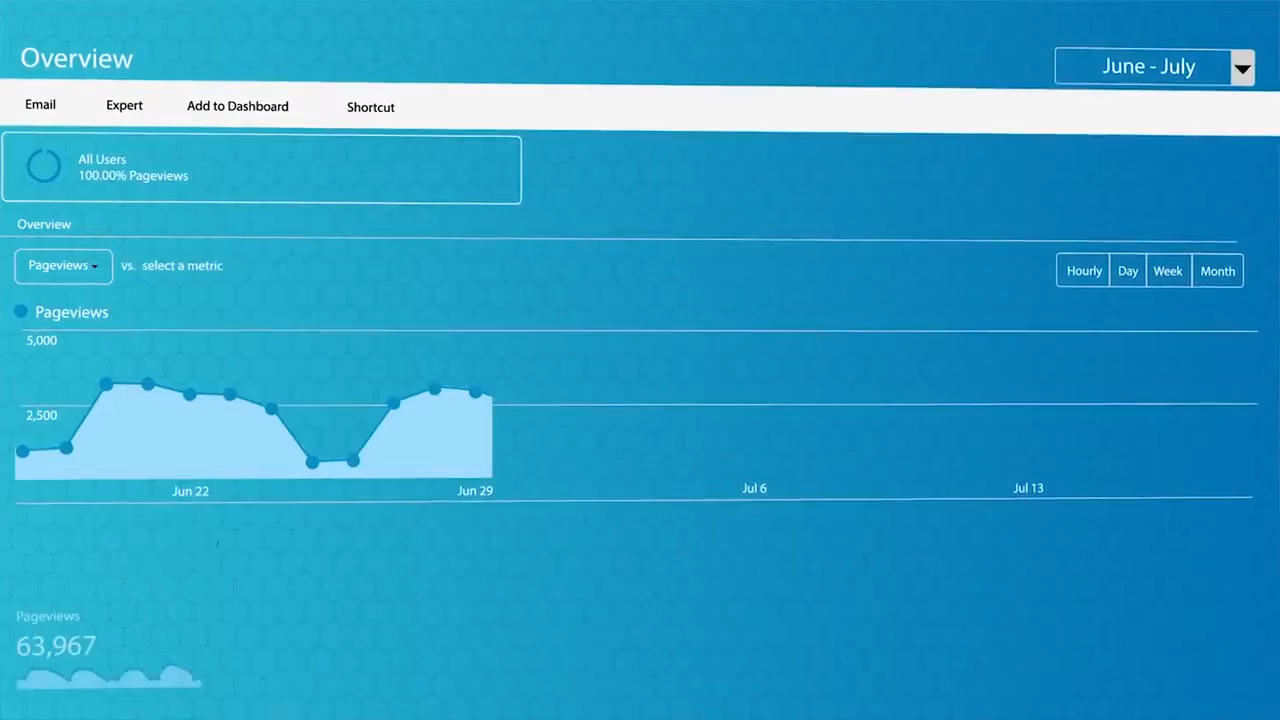 Overview
June - July
Email Expert Add to Dashboard Shortcut
All Users
100.00% Pageviews
Overview
Pageviews vs. select a metric
Hourly Day Week Month
Pageviews
5,000
2,500
Jun 22 Jun 29 Jul 6 Jul 13
Pageviews
63,967